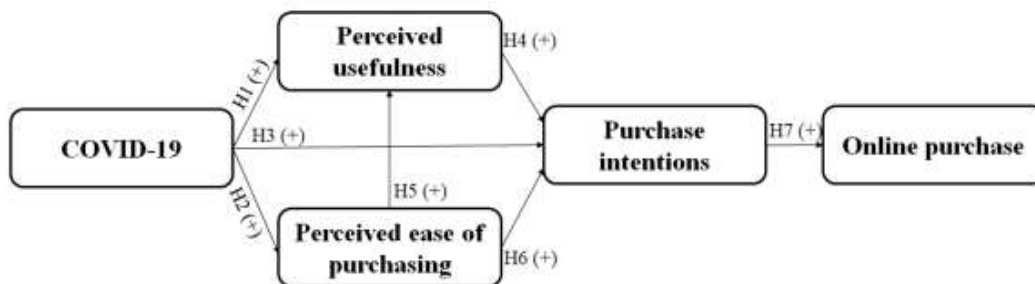 Perceived
usefulness
H4 (+)
H1 (+)
COVID-19
H3 (+)
Purchase
intentions
H7 (+)
Online purchase
H2 (+)
H5 (+)
Perceived ease of
purchasing
H6 (+)